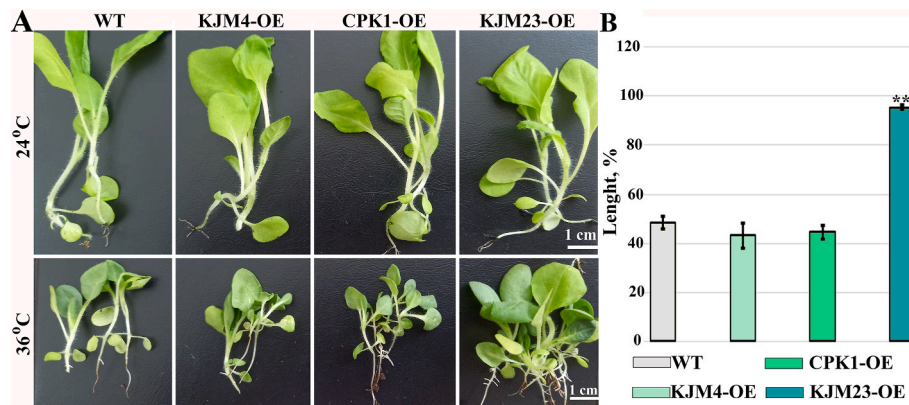 A
WT
KJM4-OE
CPK1-OE
KJM23-OE
24°C
1 cm
36°C
1 cm
B
Lenght, %
120
100
80
60
40
20
0
**
WT
CPK1-OE
KJM4-OE
KJM23-OE